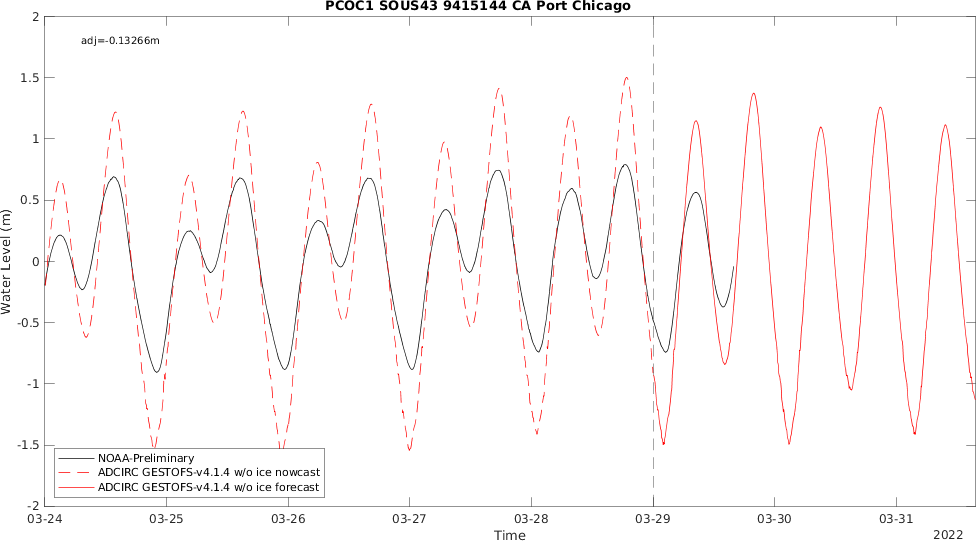 PCOC1 SOUS43 9415144 CA Port Chicago
adj=-0.13266m
Water Level (m)
2
1.5
1
0.5
0
-0.5
-1
-1.5
-2
NOAA-Preliminary
ADCIRC GESTOFS-v4.1.4 w/o ice nowcast
ADCIRC GESTOFS-v4.1.4 w/o ice forecast
03-24 03-25 03-26 03-27 03-28 03-29 03-30 03-31
Time
2022